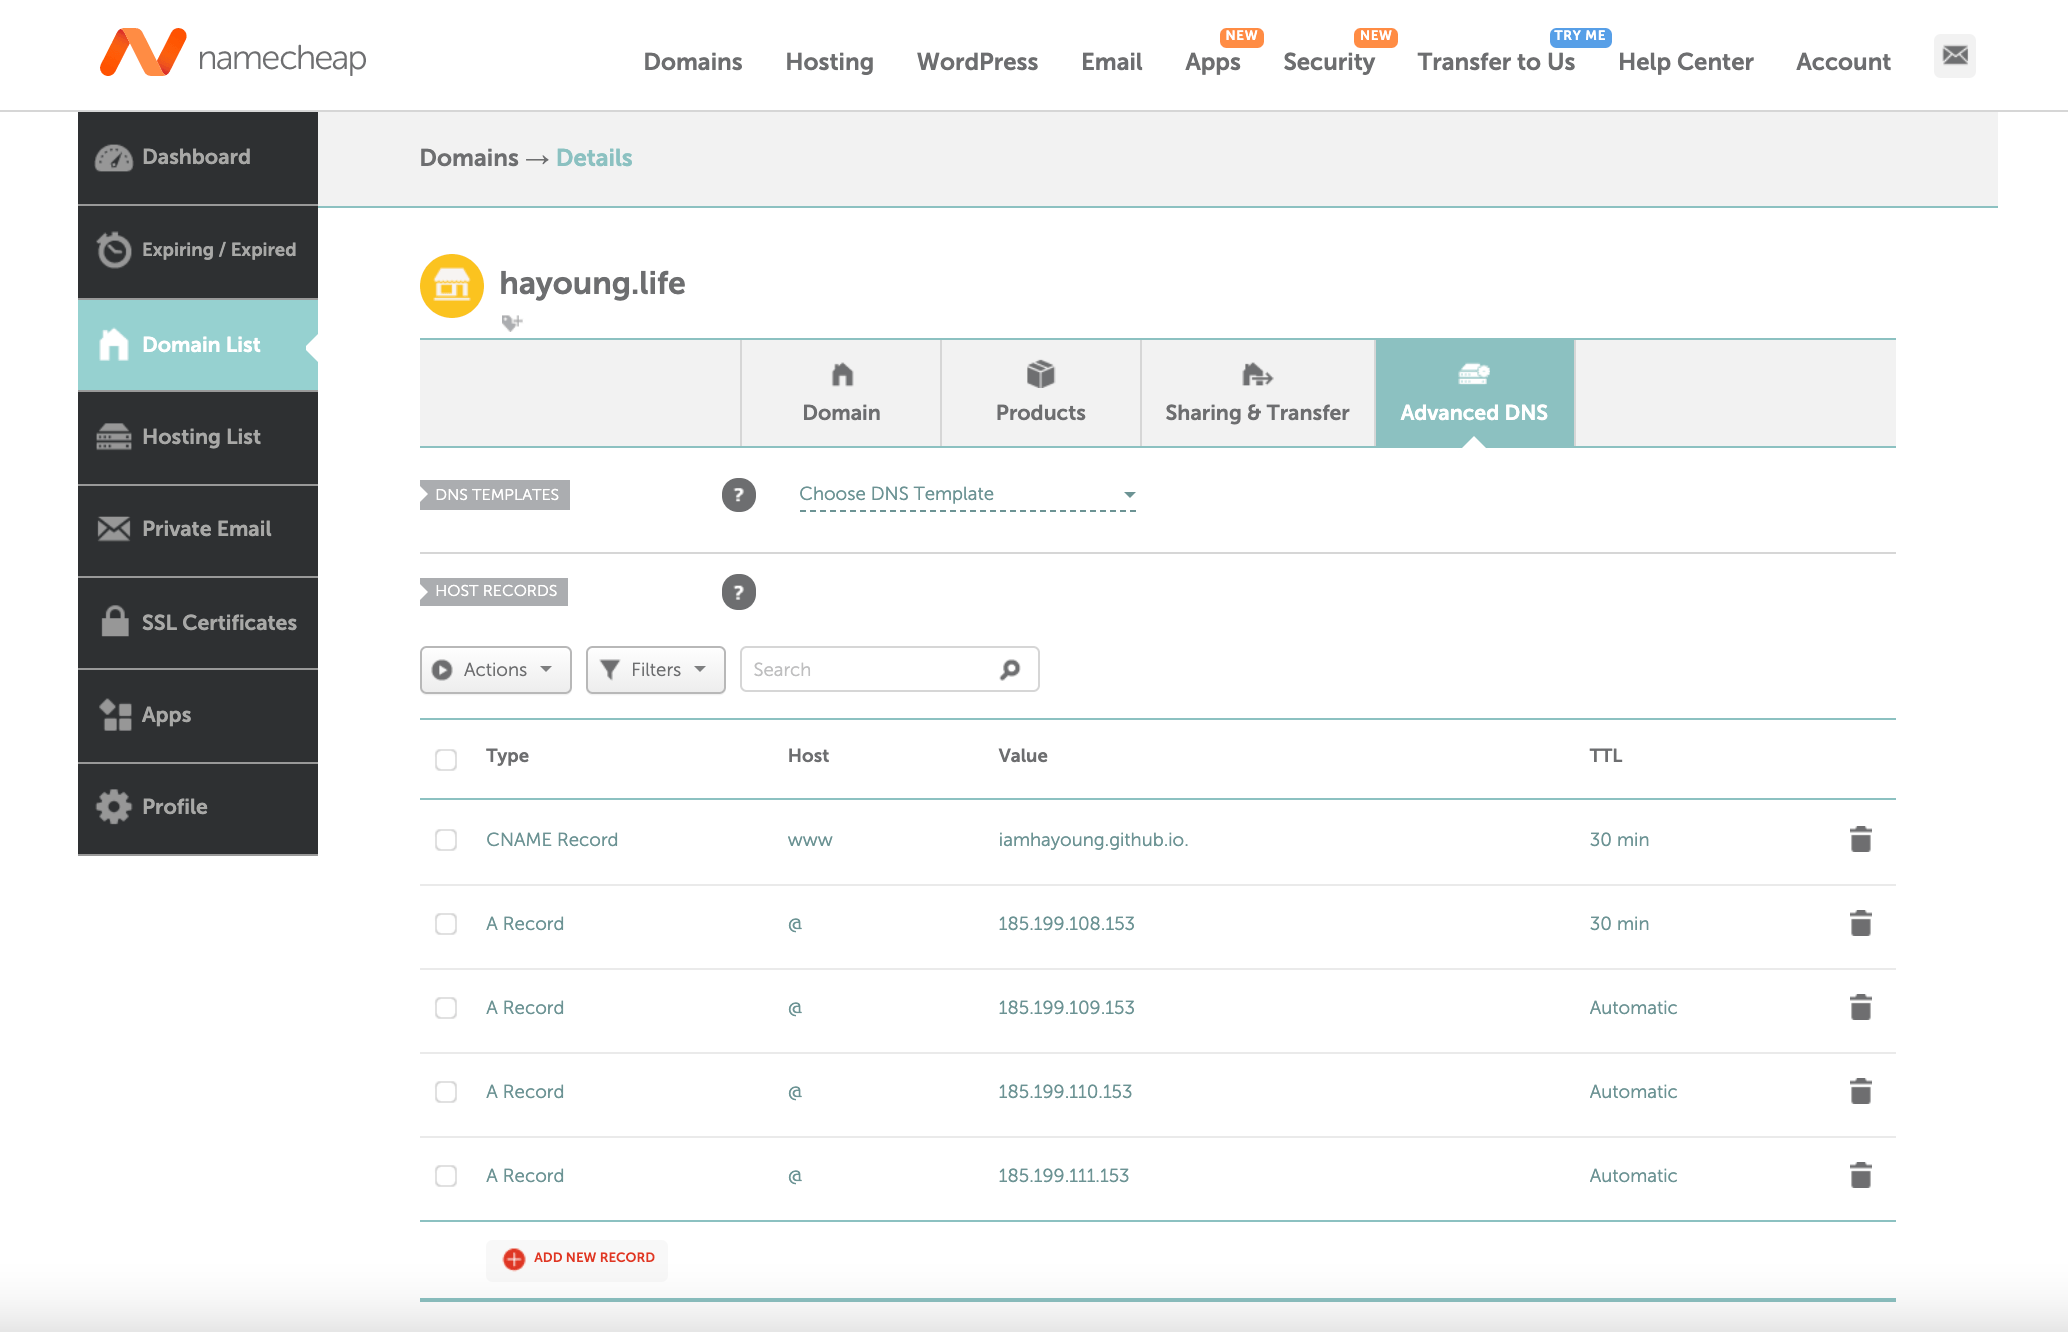 namecheap
Domains Hosting WordPress Email Apps NEW Security NEW Transfer to Us TRY ME Help Center Account
Dashboard
Expiring / Expired
Domain List
Hosting List
Private Email
SSL Certificates
Apps
Profile
Domains → Details
hayoung.life
Domain Products Sharing & Transfer Advanced DNS
DNS TEMPLATES ? Choose DNS Template
HOST RECORDS ?
Actions Filters Search
Type Host Value TTL
CNAME Record www iamhayoung.github.io. 30 min
A Record @ 185.199.108.153 30 min
A Record @ 185.199.109.153 Automatic
A Record @ 185.199.110.153 Automatic
A Record @ 185.199.111.153 Automatic
ADD NEW RECORD